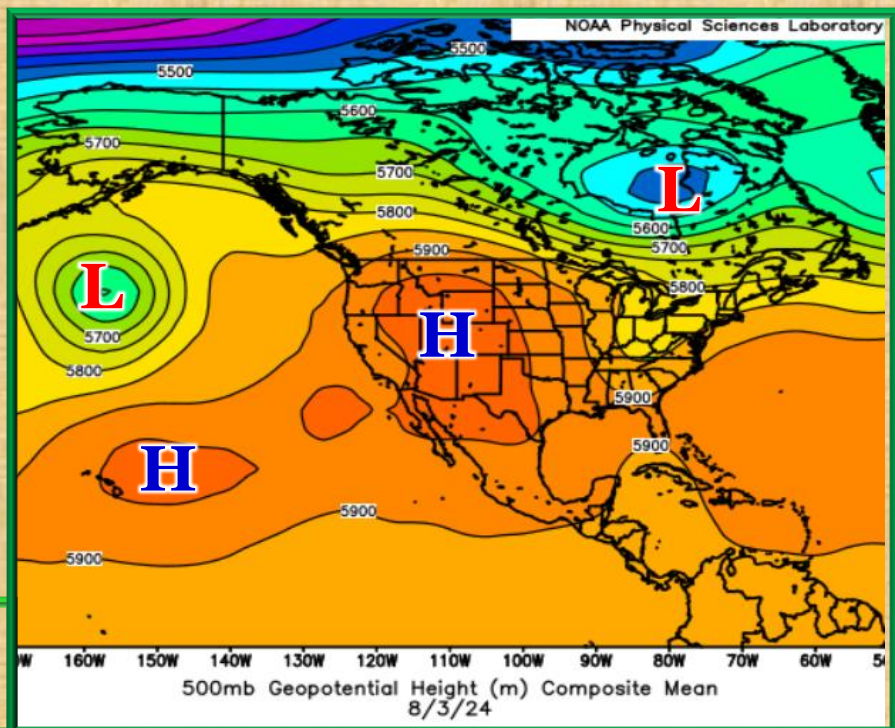 NOAA Physical Sciences Laboratory
5500
5500
5600
5700
5700
L
5800
5600
5700
5900
L
5800
5700
H
5800
5900
5900
H
5900
5900
W 160W 150W 140W 130W 120W 110W 100W 90W 80W 70W 60W 5
500mb Geopotential Height (m) Composite Mean
8/3/24